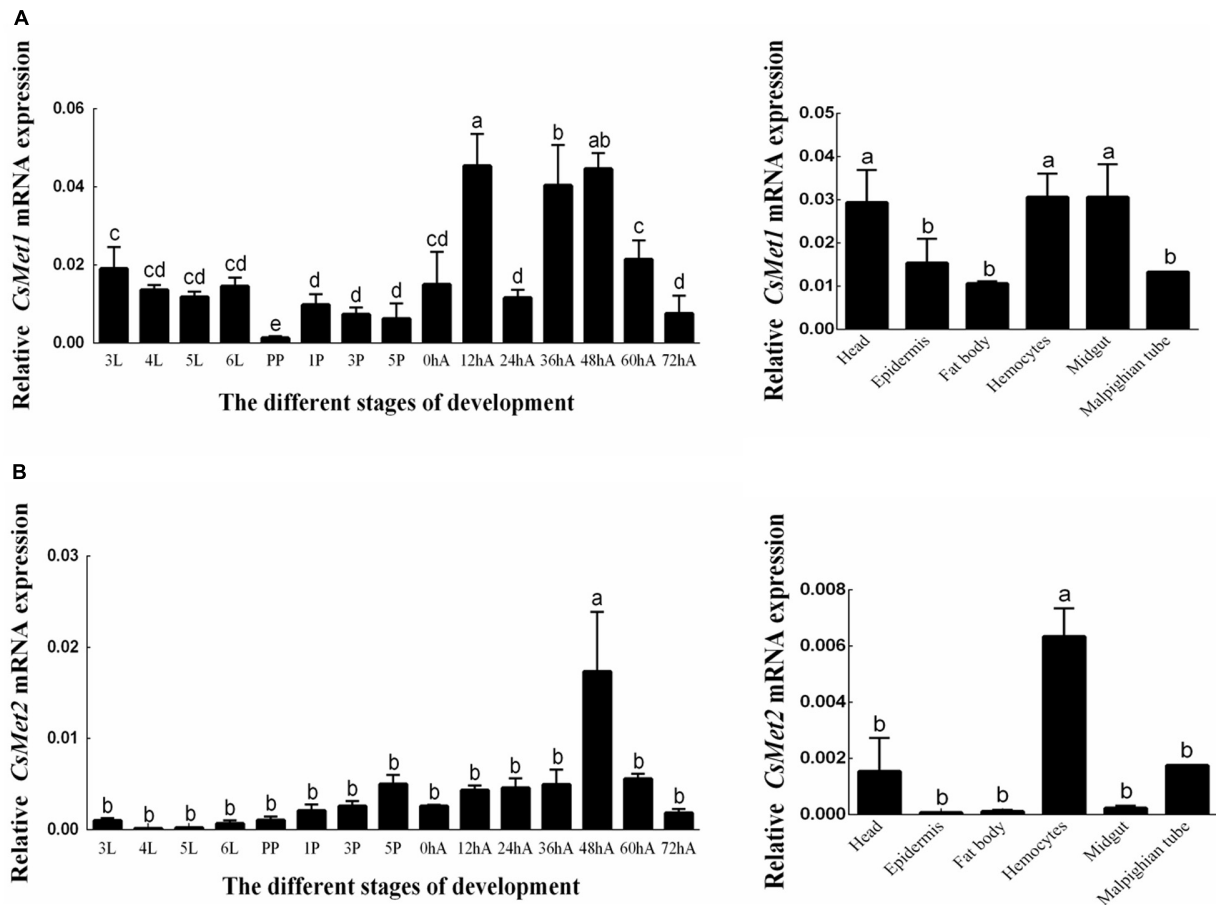 A
Relative CsMet1 mRNA expression
0.06
0.04
0.02
0.00
c
cd
cd
cd
e
d
d
d
cd
a
d
b
ab
c
d
3L 4L 5L 6L PP 1P 3P 5P 0hA 12hA 24hA 36hA 48hA 60hA 72hA
The different stages of development
Relative CsMet1 mRNA expression
0.05
0.04
0.03
0.02
0.01
0.00
a
b
b
a
a
b
Head
Epidermis
Fat body
Hemocytes
Midgut
Malpighian tube
B
Relative CsMet2 mRNA expression
0.03
0.02
0.01
0.00
b
b
b
b
b
b
b
b
b
b
b
b
a
b
b
3L 4L 5L 6L PP 1P 3P 5P 0hA 12hA 24hA 36hA 48hA 60hA 72hA
The different stages of development
Relative CsMet2 mRNA expression
0.008
0.006
0.004
0.002
0.000
b
b
b
a
b
b
Head
Epidermis
Fat body
Hemocytes
Midgut
Malpighian tube